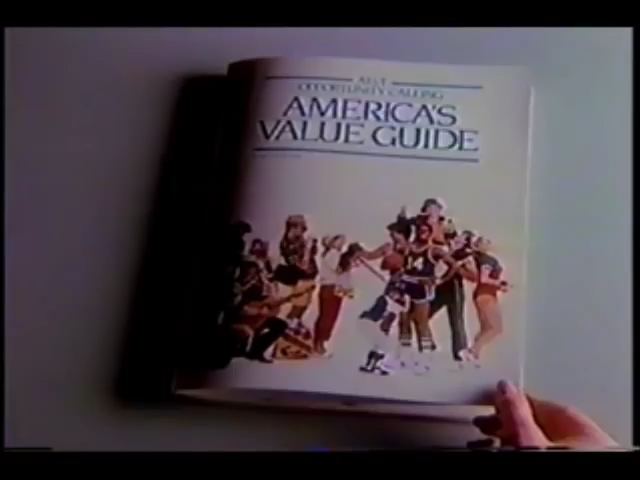 AT&T
OPPORTUNITY CALLING
AMERICA'S
VALUE GUIDE
14